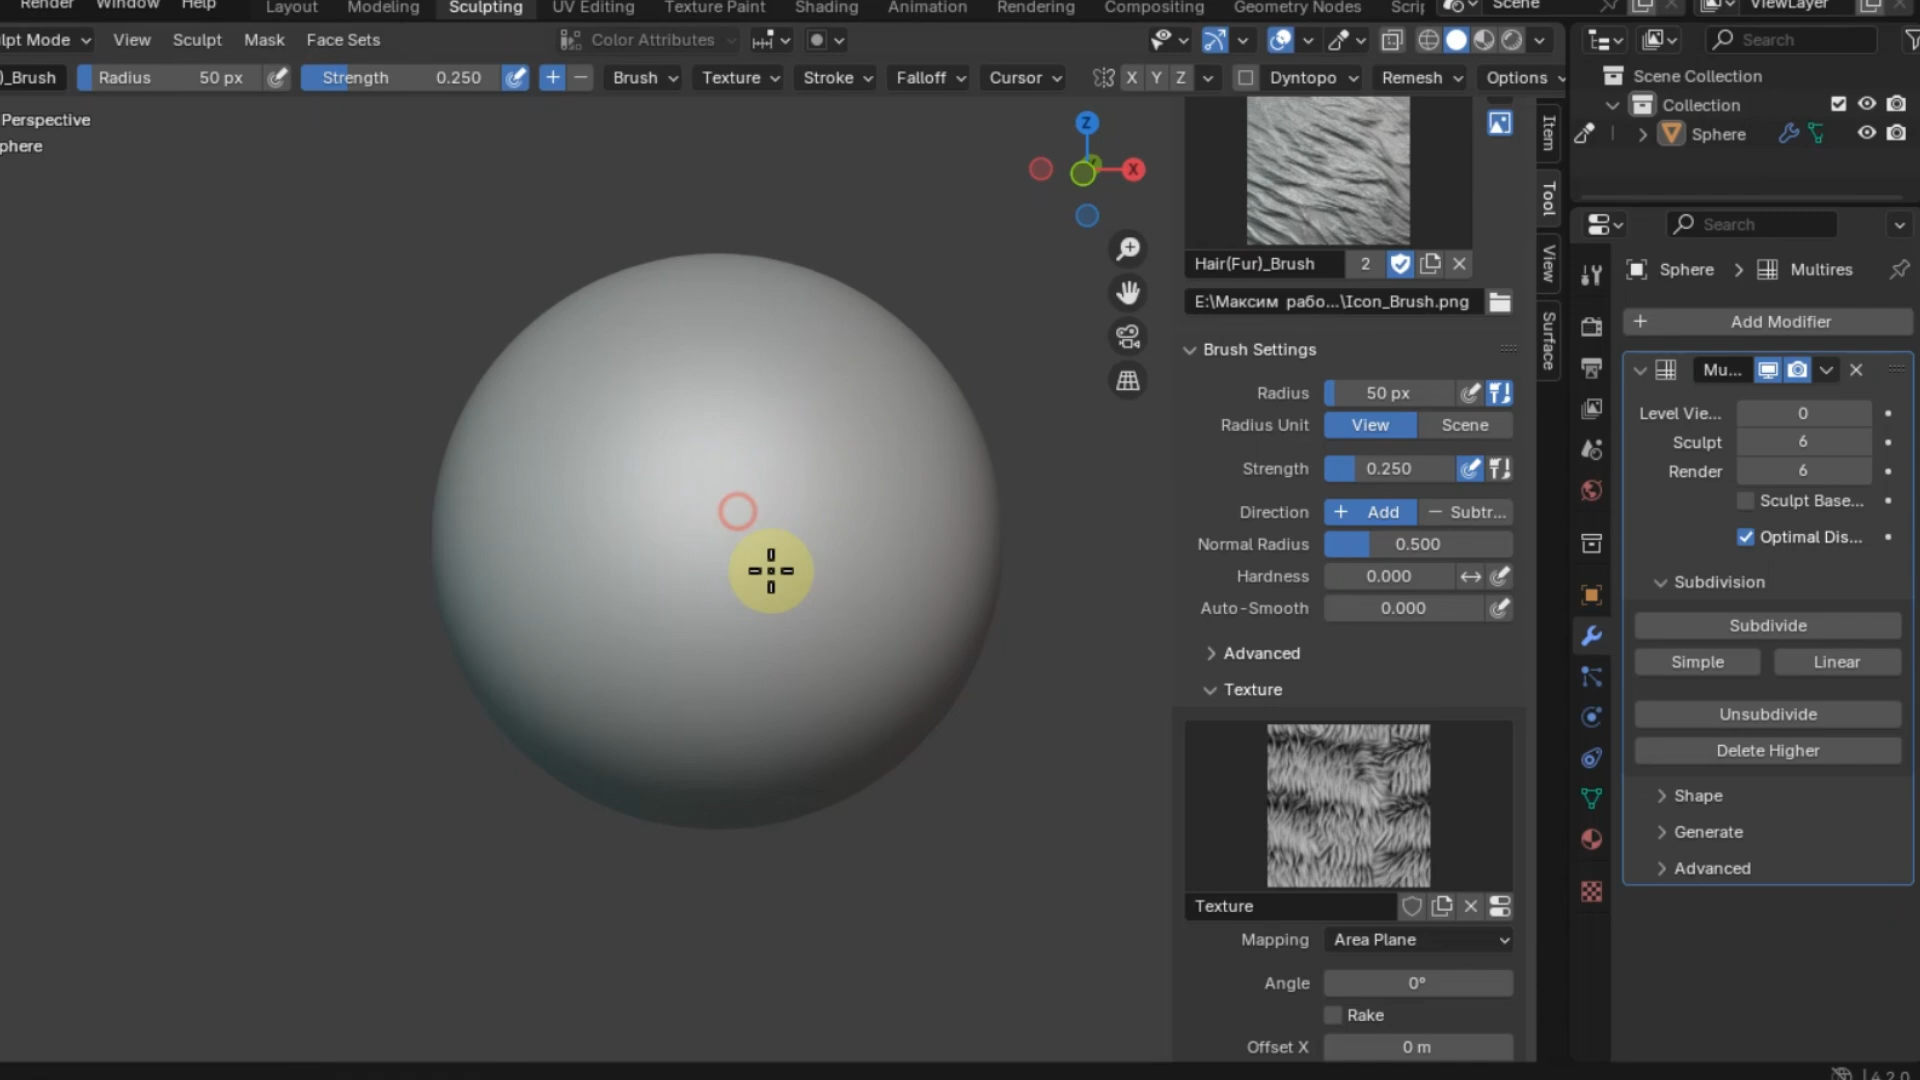 Render Window Help Layout Modeling Sculpting UV Editing Texture Paint Shading Animation Rendering Compositing Geometry Nodes Scrip Scene ViewLayer
lpt Mode View Sculpt Mask Face Sets Color Attributes Search
)_Brush Radius 50 px Strength 0.250 Brush Texture Stroke Falloff Cursor X Y Z Dyntopo Remesh Options
Scene Collection
Collection
Sphere
Perspective
phere
Z
X
Item
Tool
View
Surface
Hair(Fur)_Brush 2
E:\Максим рабо...\Icon_Brush.png
Brush Settings
Radius 50 px
Radius Unit View Scene
Strength 0.250
Direction + Add − Subtr...
Normal Radius 0.500
Hardness 0.000
Auto-Smooth 0.000
Advanced
Texture
Texture
Mapping Area Plane
Angle 0°
Rake
Offset X 0 m
Search
Sphere Multires
Add Modifier
Mu...
Level Vie... 0
Sculpt 6
Render 6
Sculpt Base...
Optimal Dis...
Subdivision
Subdivide
Simple Linear
Unsubdivide
Delete Higher
Shape
Generate
Advanced
4.2.0